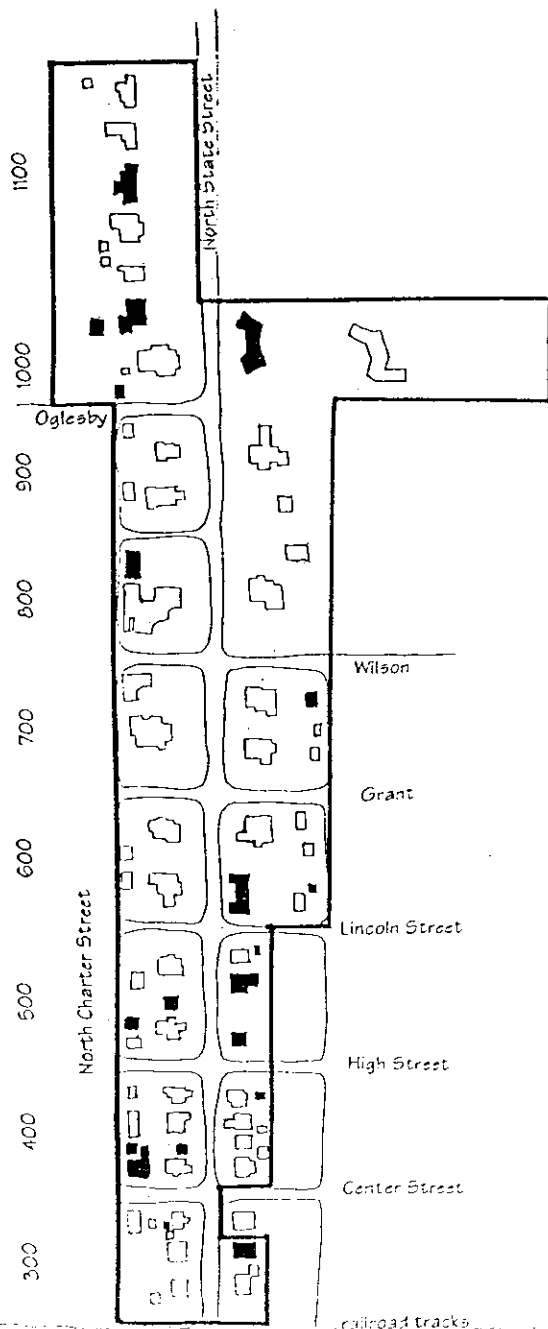 North State Street
1100
1000
Oglesby
900
800
Wilson
700
Grant
600
Lincoln Street
North Charter Street
500
High Street
400
Center Street
300
railroad tracks